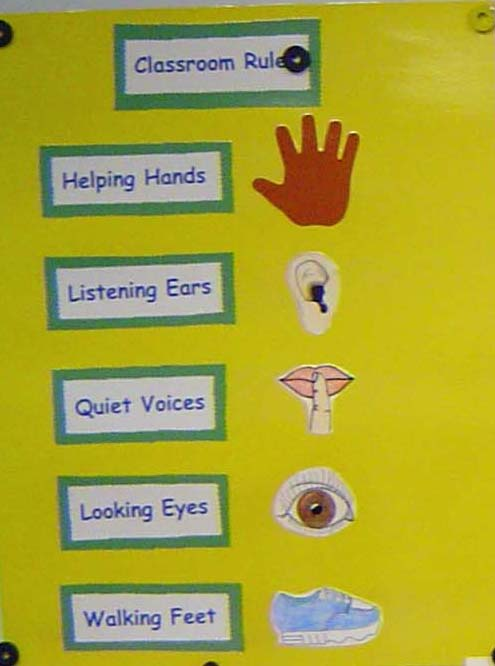 Classroom Rule
Helping Hands
Listening Ears
Quiet Voices
Looking Eyes
Walking Feet